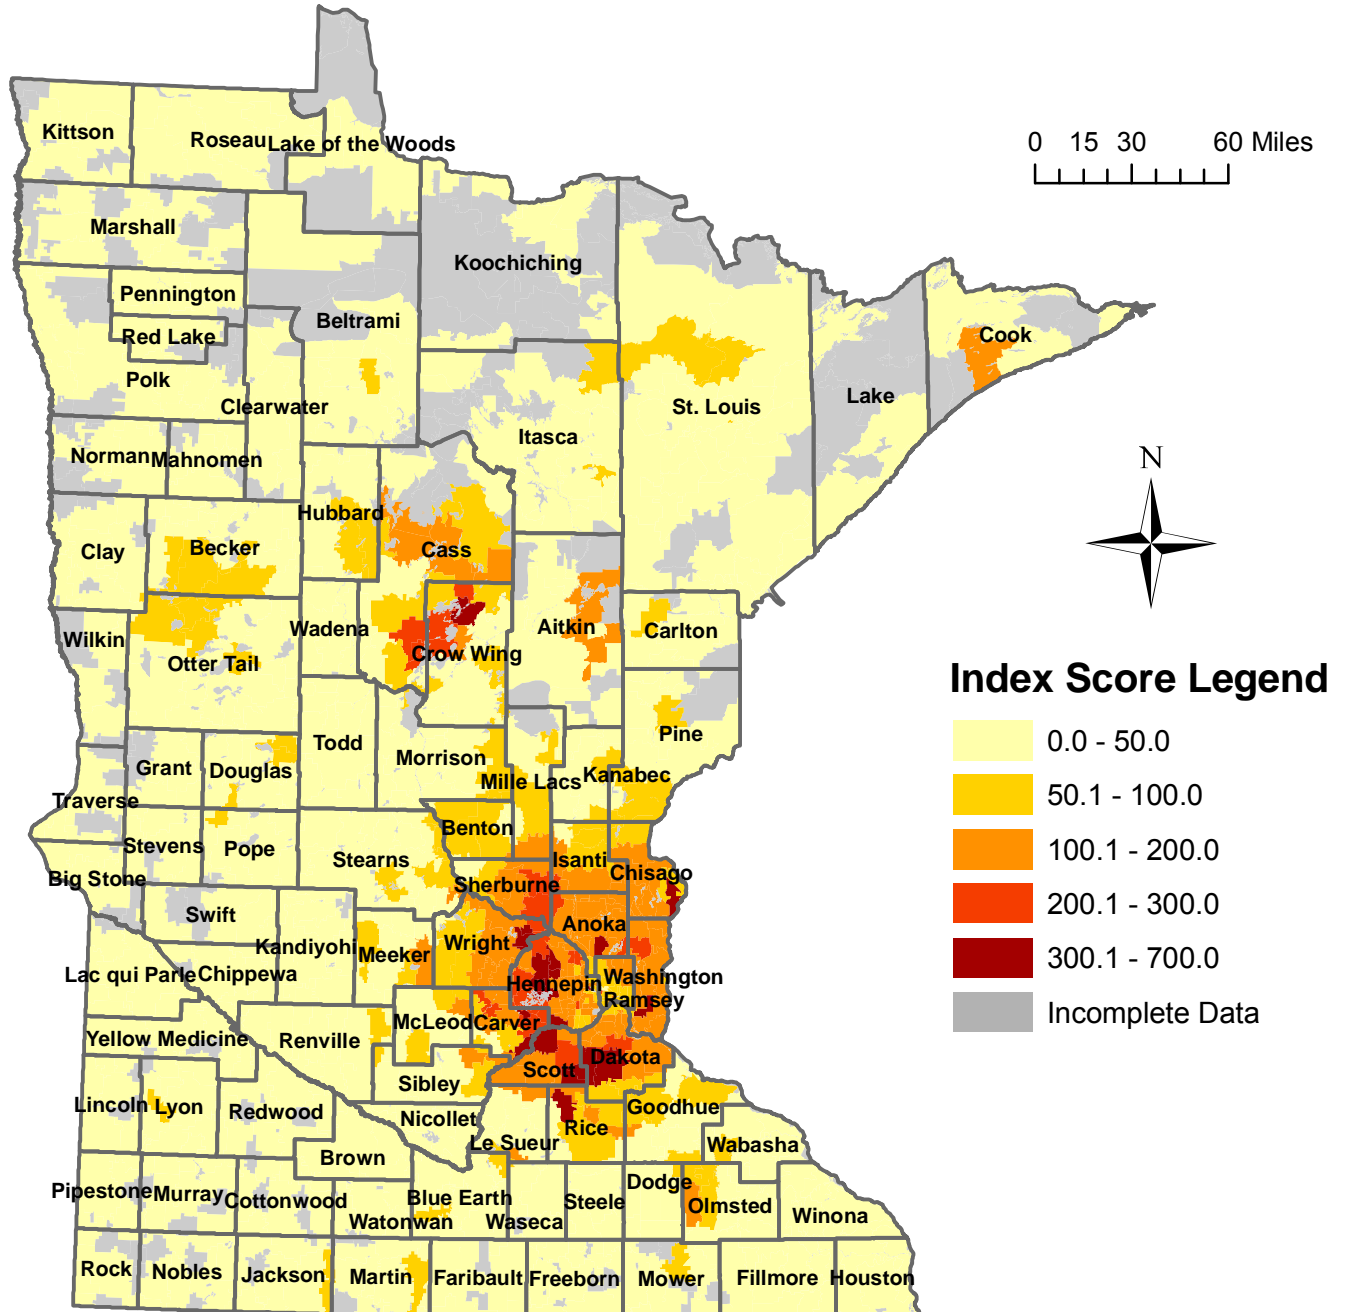 Kittson
Roseau
Lake of the Woods
0 15 30 60 Miles
Marshall
Koochiching
Pennington
Beltrami
Red Lake
Cook
Polk
Clearwater
St. Louis
Lake
Itasca
Norman
Mahnomen
N
Hubbard
Clay
Becker
Cass
Wadena
Aitkin
Carlton
Wilkin
Crow Wing
Otter Tail
Index Score Legend
0.0 - 50.0
50.1 - 100.0
100.1 - 200.0
200.1 - 300.0
300.1 - 700.0
Incomplete Data
Pine
Todd
Morrison
Grant
Douglas
Mille Lacs
Kanabec
Traverse
Benton
Stevens
Pope
Stearns
Isanti
Chisago
Big Stone
Sherburne
Swift
Anoka
Kandiyohi
Meeker
Wright
Lac qui Parle
Chippewa
Hennepin
Washington
Ramsey
McLeod
Carver
Yellow Medicine
Renville
Dakota
Scott
Sibley
Lincoln
Lyon
Redwood
Goodhue
Nicollet
Rice
Le Sueur
Wabasha
Brown
Pipestone
Murray
Cottonwood
Blue Earth
Watonwan
Waseca
Steele
Dodge
Olmsted
Winona
Rock
Nobles
Jackson
Martin
Faribault
Freeborn
Mower
Fillmore
Houston